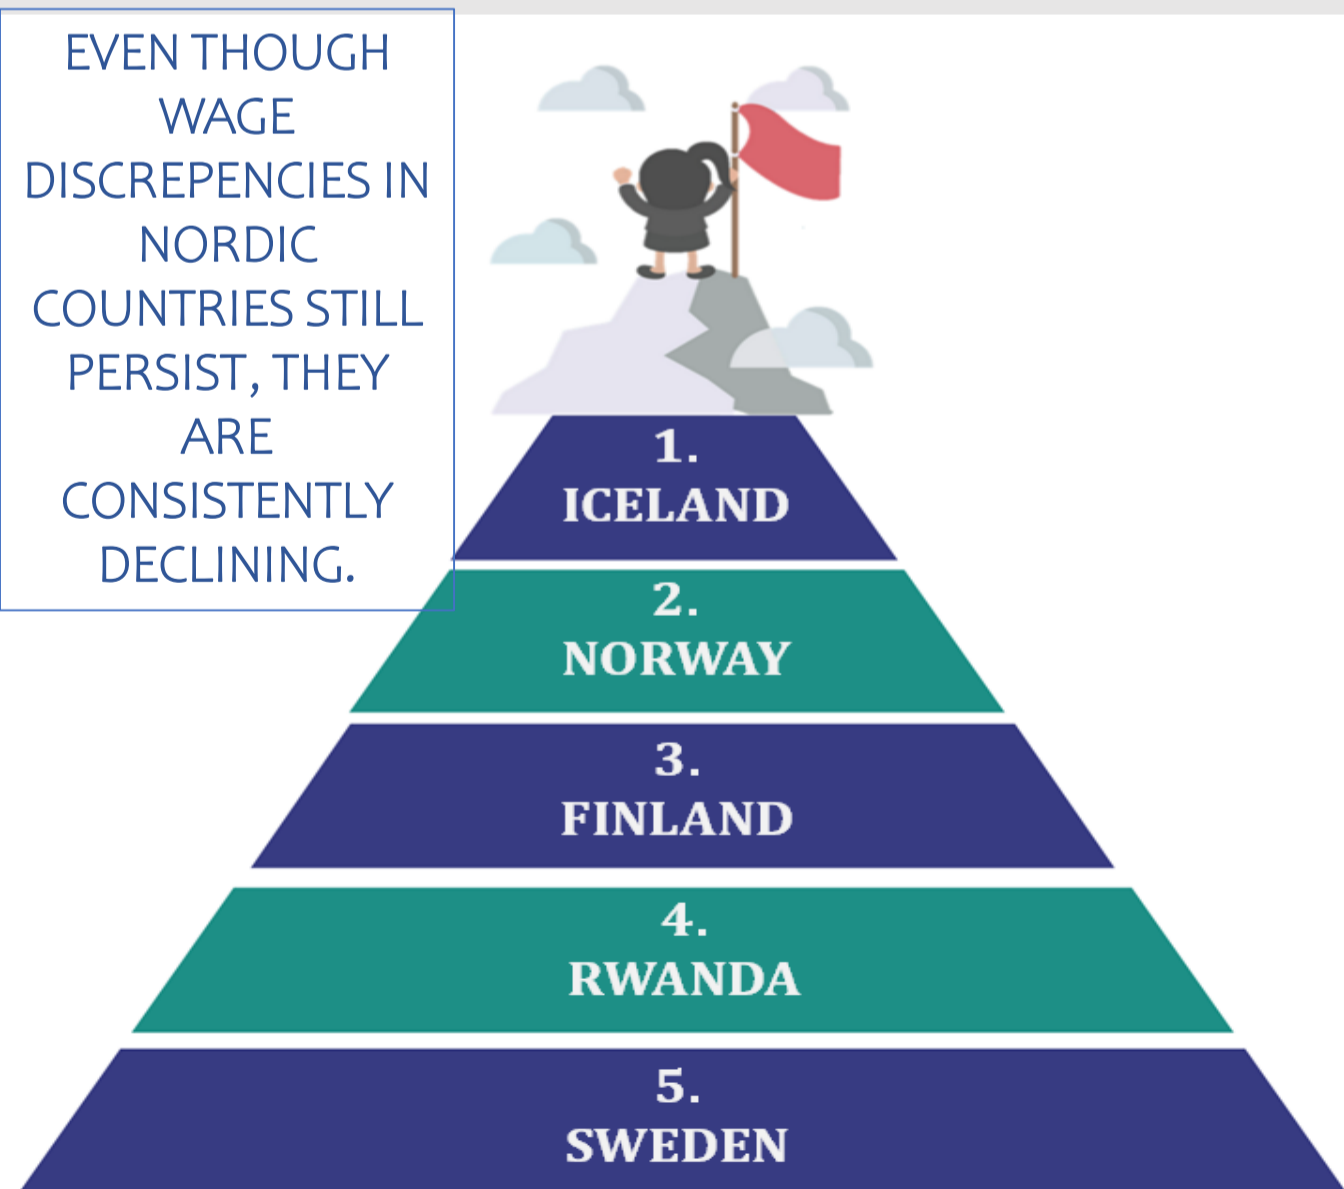 EVEN THOUGH
WAGE
DISCREPENCIES IN
NORDIC
COUNTRIES STILL
PERSIST, THEY
ARE
CONSISTENTLY
DECLINING.
1.
ICELAND
2.
NORWAY
3.
FINLAND
4.
RWANDA
5.
SWEDEN